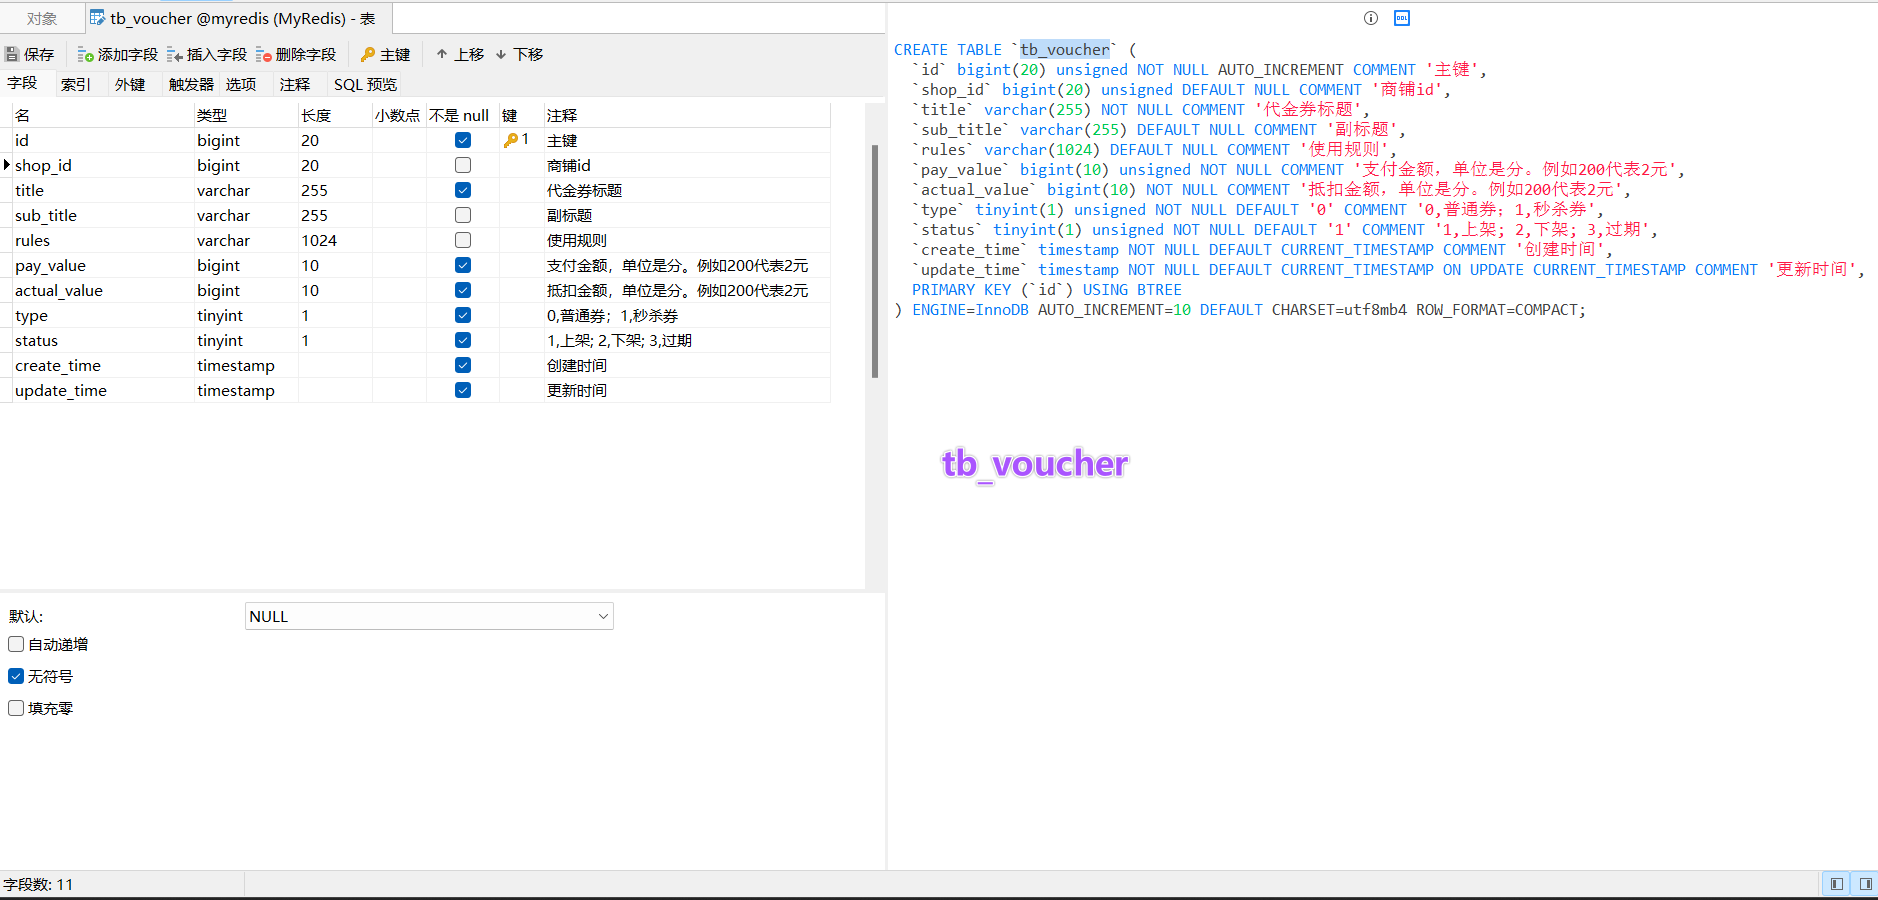 对象
tb_voucher @myredis (MyRedis) - 表
保存 添加字段 插入字段 删除字段 主键 上移 下移
字段 索引 外键 触发器 选项 注释 SQL 预览
名 类型 长度 小数点 不是 null 键 注释
id bigint 20 1 主键
shop_id bigint 20 商铺id
title varchar 255 代金券标题
sub_title varchar 255 副标题
rules varchar 1024 使用规则
pay_value bigint 10 支付金额，单位是分。例如200代表2元
actual_value bigint 10 抵扣金额，单位是分。例如200代表2元
type tinyint 1 0,普通券；1,秒杀券
status tinyint 1 1,上架; 2,下架; 3,过期
create_time timestamp 创建时间
update_time timestamp 更新时间
默认: NULL
自动递增
无符号
填充零
字段数: 11
DDL
CREATE TABLE `tb_voucher` (
`id` bigint(20) unsigned NOT NULL AUTO_INCREMENT COMMENT '主键',
`shop_id` bigint(20) unsigned DEFAULT NULL COMMENT '商铺id',
`title` varchar(255) NOT NULL COMMENT '代金券标题',
`sub_title` varchar(255) DEFAULT NULL COMMENT '副标题',
`rules` varchar(1024) DEFAULT NULL COMMENT '使用规则',
`pay_value` bigint(10) unsigned NOT NULL COMMENT '支付金额，单位是分。例如200代表2元',
`actual_value` bigint(10) NOT NULL COMMENT '抵扣金额，单位是分。例如200代表2元',
`type` tinyint(1) unsigned NOT NULL DEFAULT '0' COMMENT '0,普通券；1,秒杀券',
`status` tinyint(1) unsigned NOT NULL DEFAULT '1' COMMENT '1,上架; 2,下架; 3,过期',
`create_time` timestamp NOT NULL DEFAULT CURRENT_TIMESTAMP COMMENT '创建时间',
`update_time` timestamp NOT NULL DEFAULT CURRENT_TIMESTAMP ON UPDATE CURRENT_TIMESTAMP COMMENT '更新时间',
PRIMARY KEY (`id`) USING BTREE
) ENGINE=InnoDB AUTO_INCREMENT=10 DEFAULT CHARSET=utf8mb4 ROW_FORMAT=COMPACT;
tb_voucher